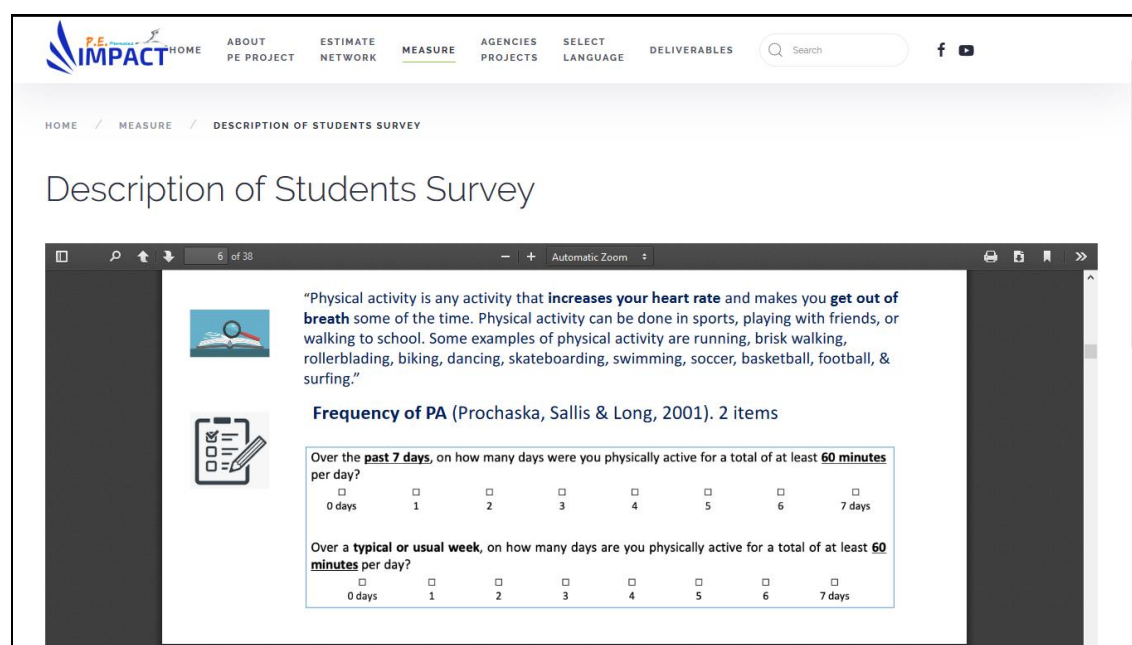 P.E.
IMPACT
HOME
ABOUT
PE PROJECT
ESTIMATE
NETWORK
MEASURE
AGENCIES
PROJECTS
SELECT
LANGUAGE
DELIVERABLES
Search
HOME / MEASURE / DESCRIPTION OF STUDENTS SURVEY
Description of Students Survey
6 of 38
Automatic Zoom
“Physical activity is any activity that increases your heart rate and makes you get out of
breath some of the time. Physical activity can be done in sports, playing with friends, or
walking to school. Some examples of physical activity are running, brisk walking,
rollerblading, biking, dancing, skateboarding, swimming, soccer, basketball, football, &
surfing.”
Frequency of PA (Prochaska, Sallis & Long, 2001). 2 items
Over the past 7 days, on how many days were you physically active for a total of at least 60 minutes
per day?
0 days 1 2 3 4 5 6 7 days
Over a typical or usual week, on how many days are you physically active for a total of at least 60
minutes per day?
0 days 1 2 3 4 5 6 7 days